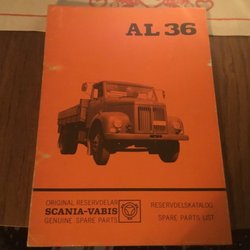 AL 36
ORIGINAL RESERVDELAR
SCANIA-VABIS
GENUINE SPARE PARTS
RESERVDELSKATALOG
SPARE PARTS LIST